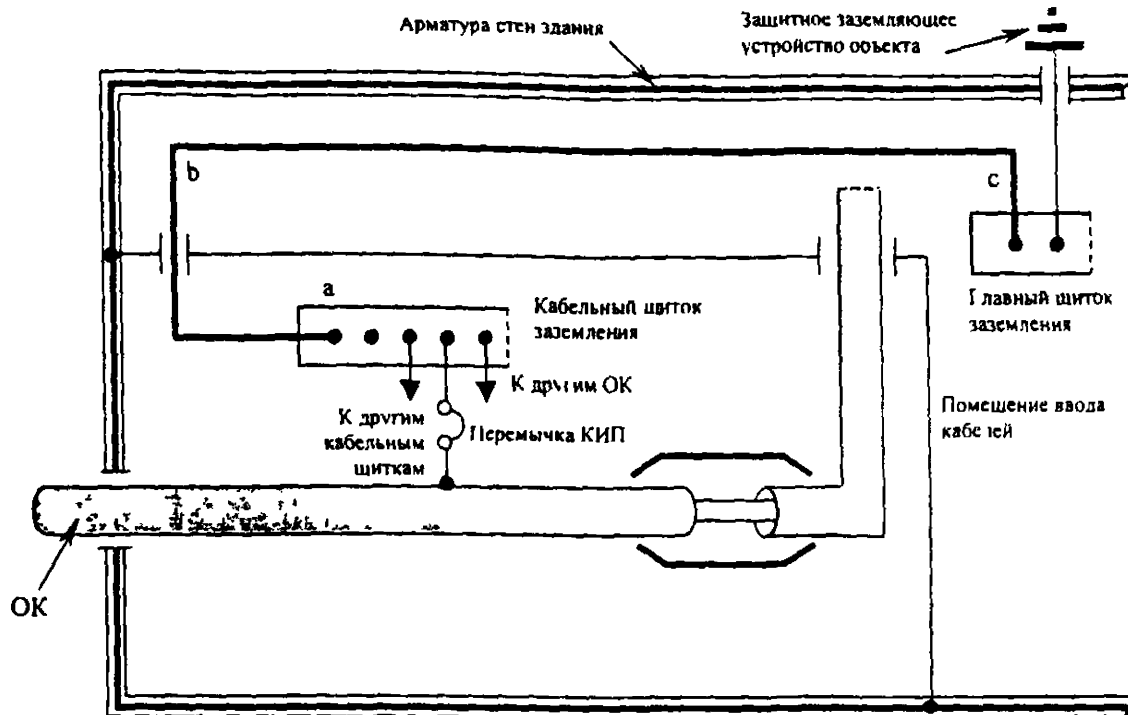 Арматура стен здания
Защитное заземляющее
устройство объекта
b
c
a
Кабельный щиток
заземления
Главный щиток
заземления
К другим ОК
К другим
кабельным
щиткам
Перемычка КИП
Помещение ввода
кабелей
ОК